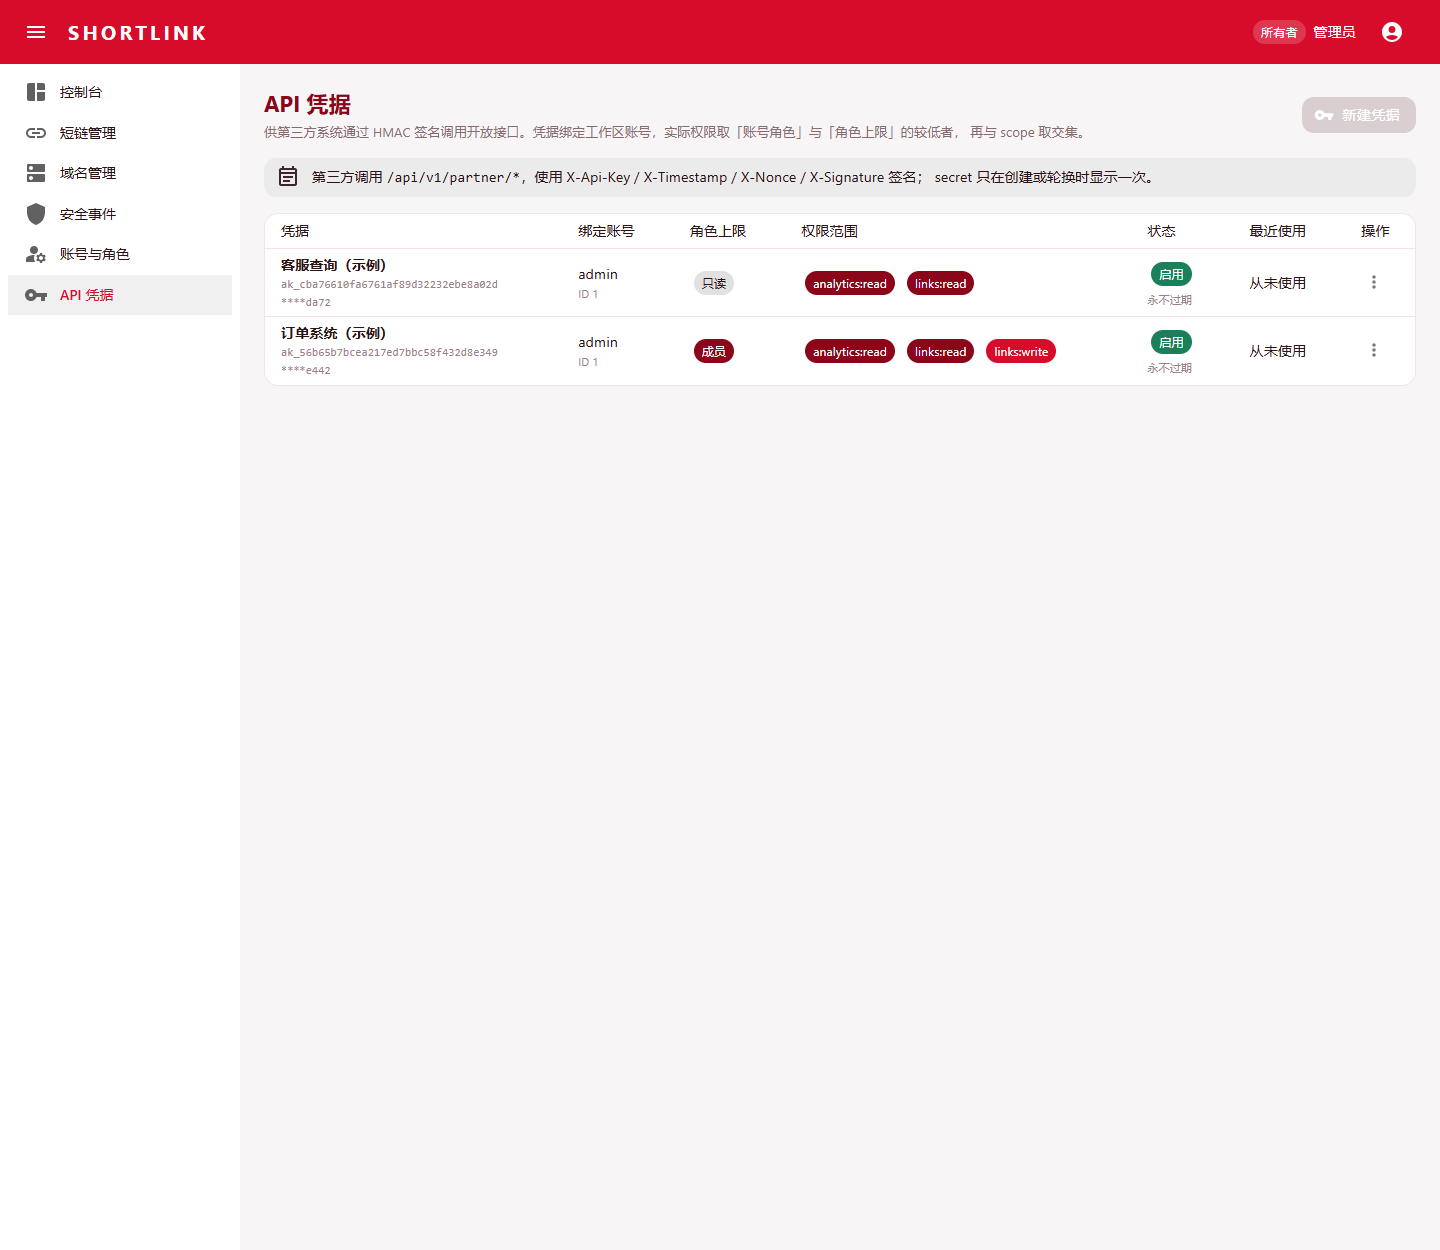 SHORTLINK
所有者 管理员
控制台
短链管理
域名管理
安全事件
账号与角色
API 凭据
API 凭据
供第三方系统通过 HMAC 签名调用开放接口。凭据绑定工作区账号，实际权限取「账号角色」与「角色上限」的较低者， 再与 scope 取交集。
新建凭据
第三方调用 /api/v1/partner/*，使用 X-Api-Key / X-Timestamp / X-Nonce / X-Signature 签名； secret 只在创建或轮换时显示一次。
凭据 绑定账号 角色上限 权限范围 状态 最近使用 操作
客服查询（示例）
ak_cba76610fa6761af89d32232ebe8a02d
****da72
admin
ID 1
只读
analytics:read links:read
启用
永不过期
从未使用
订单系统（示例）
ak_56b65b7bcea217ed7bbc58f432d8e349
****e442
admin
ID 1
成员
analytics:read links:read links:write
启用
永不过期
从未使用